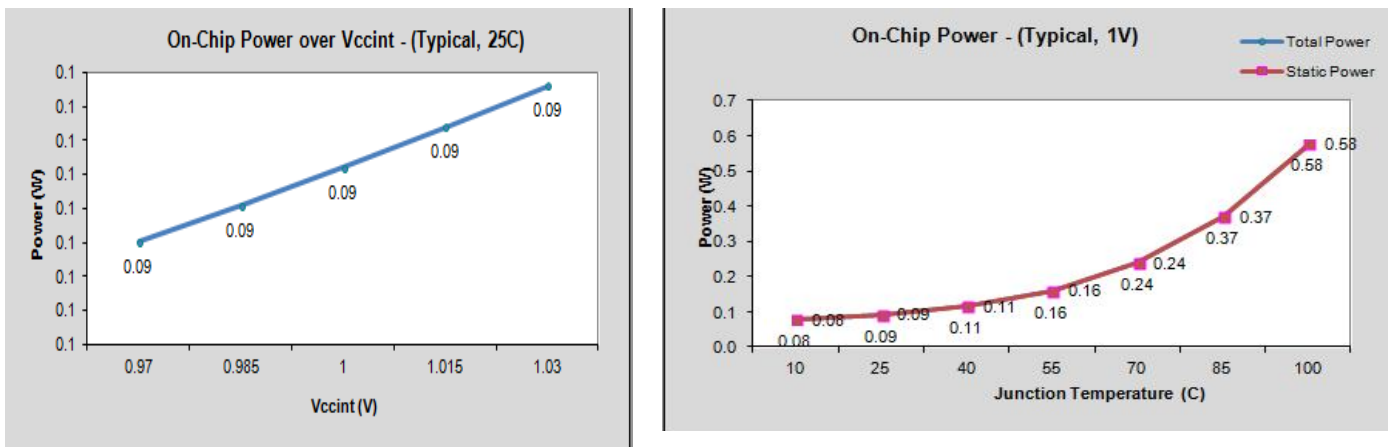 On-Chip Power over Vccint - (Typical, 25C)
0.1
0.1
0.1
0.1
0.1
0.1
0.1
0.1
0.1
Power (W)
0.09
0.09
0.09
0.09
0.09
0.97 0.985 1 1.015 1.03
Vccint (V)
On-Chip Power - (Typical, 1V)
Total Power
Static Power
0.7
0.6
0.5
0.4
0.3
0.2
0.1
0.0
Power (W)
0.08 0.09 0.11 0.16 0.24 0.37 0.58
0.08 0.09 0.11 0.16 0.24 0.37 0.58
10 25 40 55 70 85 100
Junction Temperature (C)